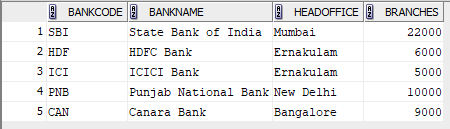 BANKCODE BANKNAME HEADOFFICE BRANCHES
1 SBI State Bank of India Mumbai 22000
2 HDF HDFC Bank Ernakulam 6000
3 ICI ICICI Bank Ernakulam 5000
4 PNB Punjab National Bank New Delhi 10000
5 CAN Canara Bank Bangalore 9000